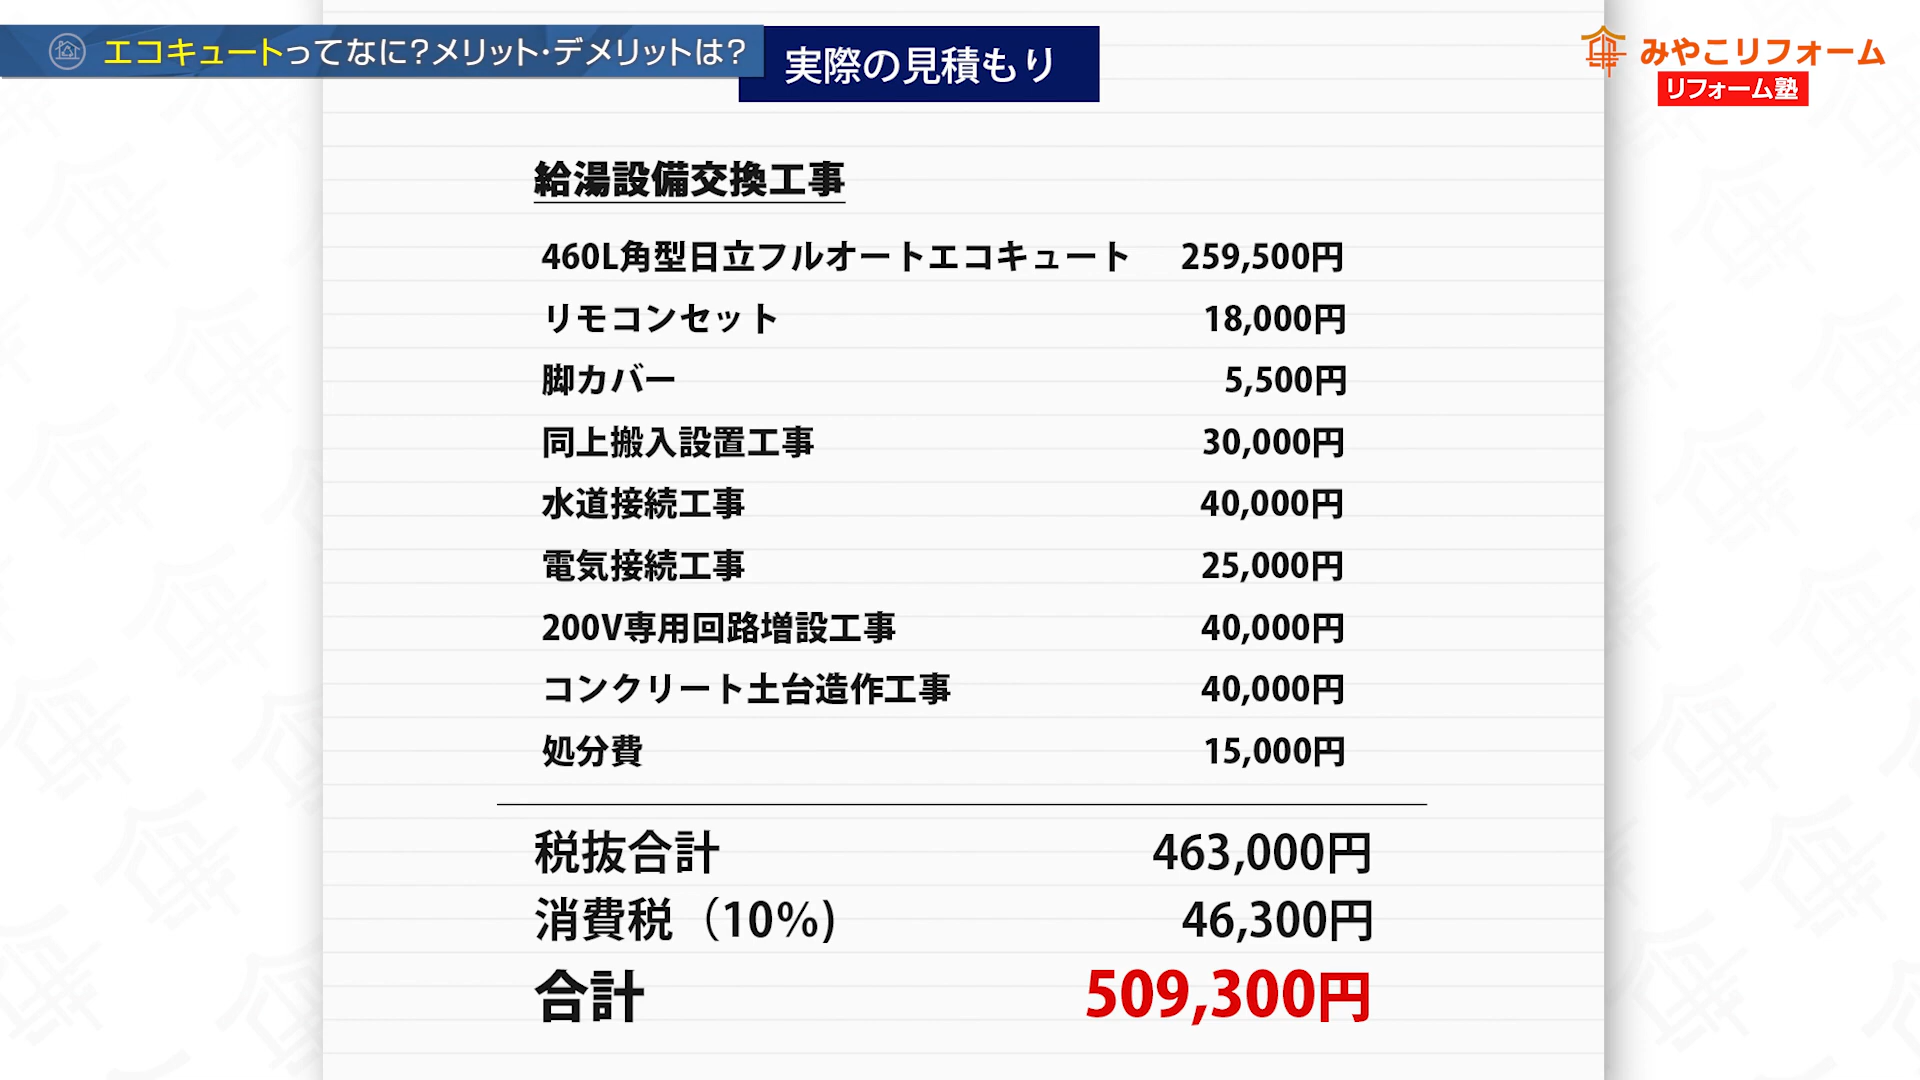 エコキュートってなに?メリット・デメリットは?
実際の見積もり
みやこリフォーム
リフォーム塾
給湯設備交換工事
460L角型日立フルオートエコキュート 259,500円
リモコンセット 18,000円
脚カバー 5,500円
同上搬入設置工事 30,000円
水道接続工事 40,000円
電気接続工事 25,000円
200V専用回路増設工事 40,000円
コンクリート土台造作工事 40,000円
処分費 15,000円
税抜合計 463,000円
消費税（10%) 46,300円
合計 509,300円